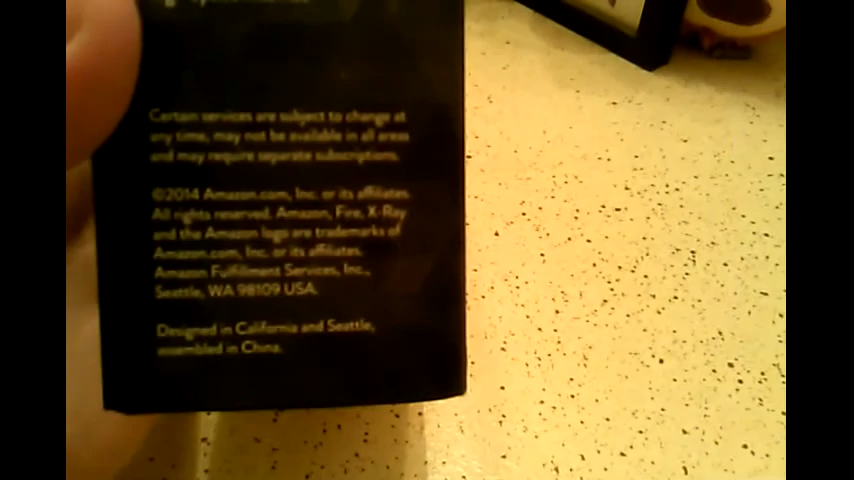 Certain services are subject to change at
any time, may not be available in all areas
and may require separate subscriptions.
©2014 Amazon.com, Inc. or its affiliates.
All rights reserved. Amazon, Fire, X-Ray
and the Amazon logo are trademarks of
Amazon.com, Inc. or its affiliates.
Amazon Fulfillment Services, Inc.,
Seattle, WA 98109 USA.
Designed in California and Seattle,
assembled in China.